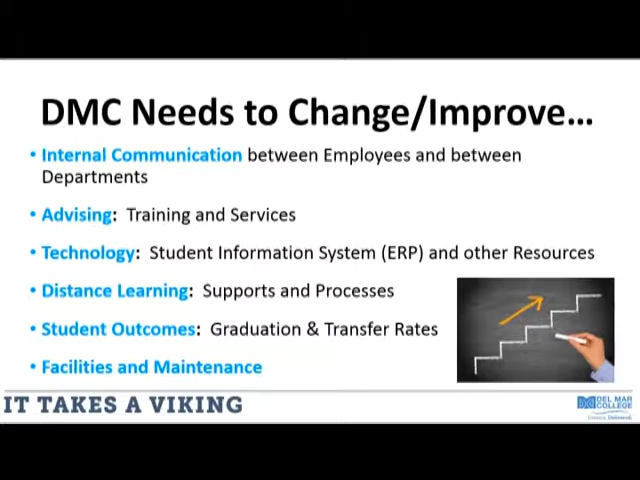 DMC Needs to Change/Improve...
• Internal Communication between Employees and between
Departments
• Advising: Training and Services
• Technology: Student Information System (ERP) and other Resources
• Distance Learning: Supports and Processes
• Student Outcomes: Graduation & Transfer Rates
• Facilities and Maintenance
IT TAKES A VIKING
DEL MAR
COLLEGE